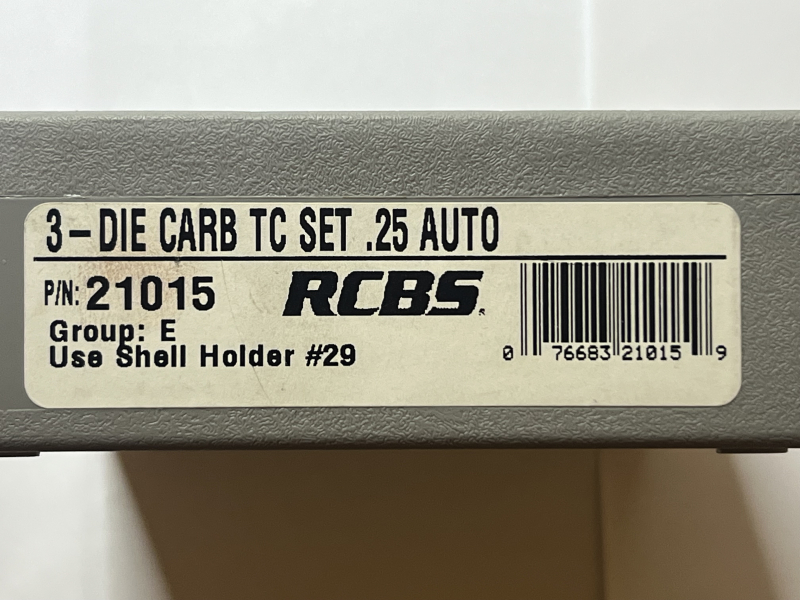 3-DIE CARB TC SET .25 AUTO
P/N: 21015 RCBS.
Group: E
Use Shell Holder #29
0 76683 21015 9